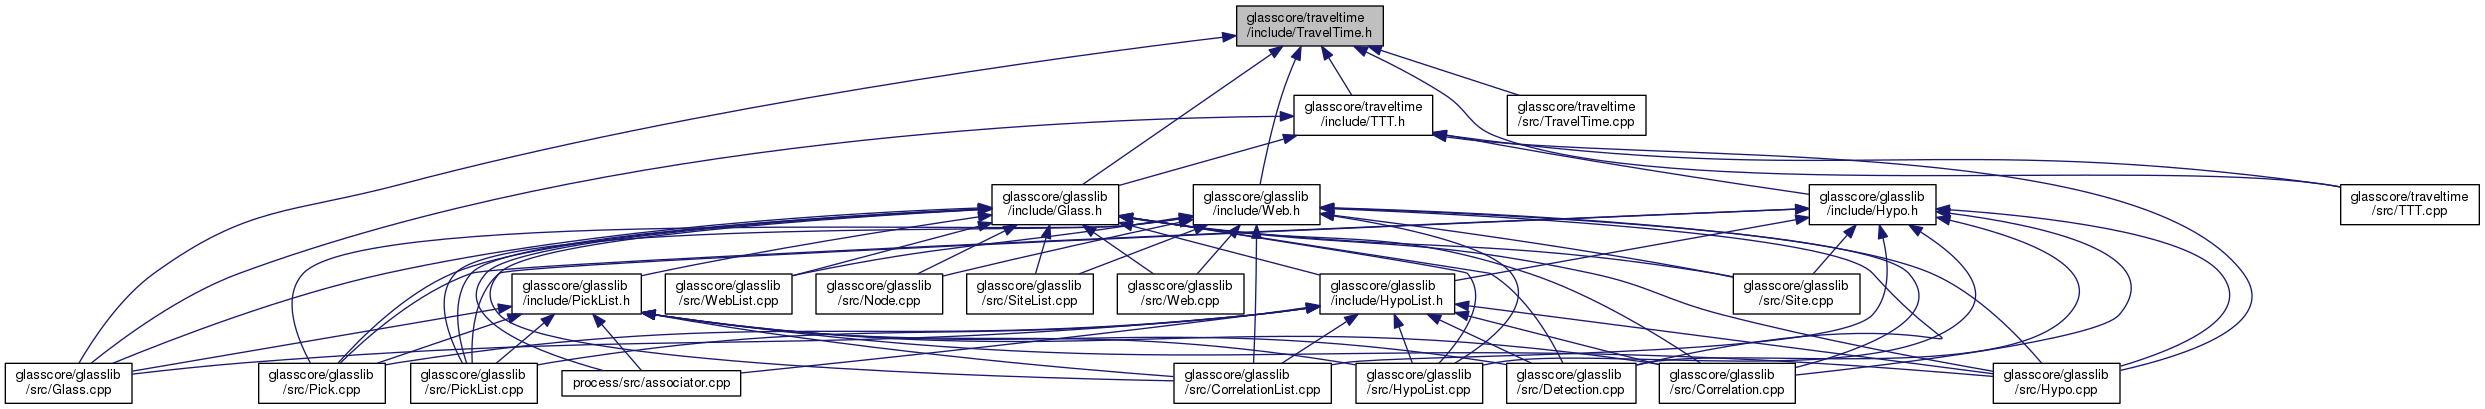 glasscore/traveltime
/include/TravelTime.h
glasscore/traveltime
/include/TTT.h
glasscore/traveltime
/src/TravelTime.cpp
glasscore/glasslib
/include/Glass.h
glasscore/glasslib
/include/Web.h
glasscore/glasslib
/include/Hypo.h
glasscore/traveltime
/src/TTT.cpp
glasscore/glasslib
/include/PickList.h
glasscore/glasslib
/src/WebList.cpp
glasscore/glasslib
/src/Node.cpp
glasscore/glasslib
/src/SiteList.cpp
glasscore/glasslib
/src/Web.cpp
glasscore/glasslib
/include/HypoList.h
glasscore/glasslib
/src/Site.cpp
glasscore/glasslib
/src/Glass.cpp
glasscore/glasslib
/src/Pick.cpp
glasscore/glasslib
/src/PickList.cpp
process/src/associator.cpp
glasscore/glasslib
/src/CorrelationList.cpp
glasscore/glasslib
/src/HypoList.cpp
glasscore/glasslib
/src/Detection.cpp
glasscore/glasslib
/src/Correlation.cpp
glasscore/glasslib
/src/Hypo.cpp